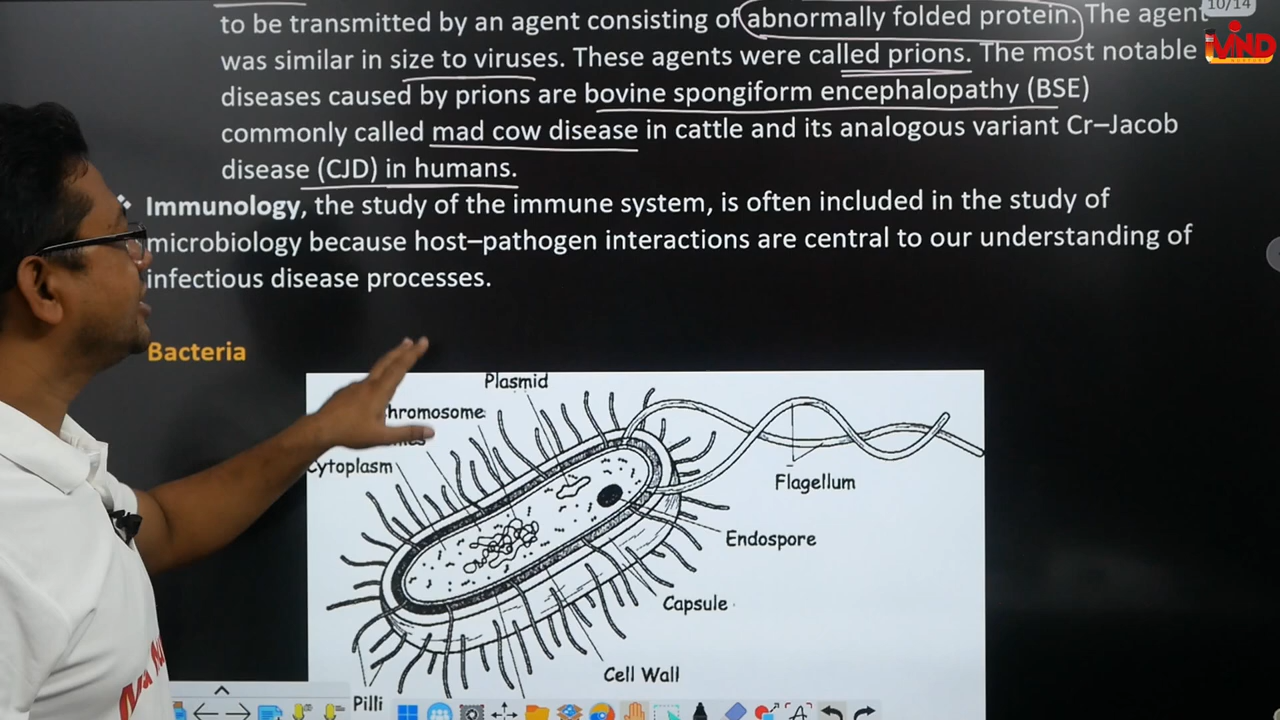 to be transmitted by an agent consisting of abnormally folded protein. The agent
10/14
was similar in size to viruses. These agents were called prions. The most notable
MIND
diseases caused by prions are bovine spongiform encephalopathy (BSE)
commonly called mad cow disease in cattle and its analogous variant Cr–Jacob
disease (CJD) in humans.
❖ Immunology, the study of the immune system, is often included in the study of
microbiology because host–pathogen interactions are central to our understanding of
infectious disease processes.
Bacteria
Plasmid
hromosome
Cytoplasm
Flagellum
Endospore
Capsule
Cell Wall
Pilli